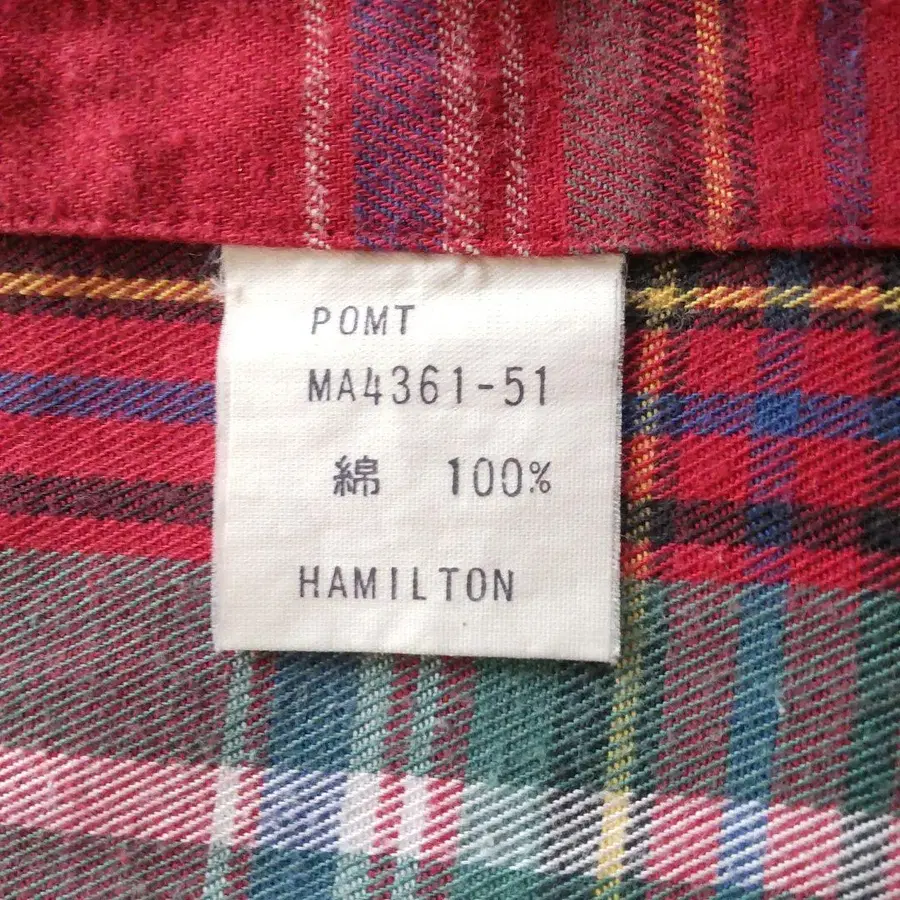 POMT
MA4361-51
綿 100%
HAMILTON